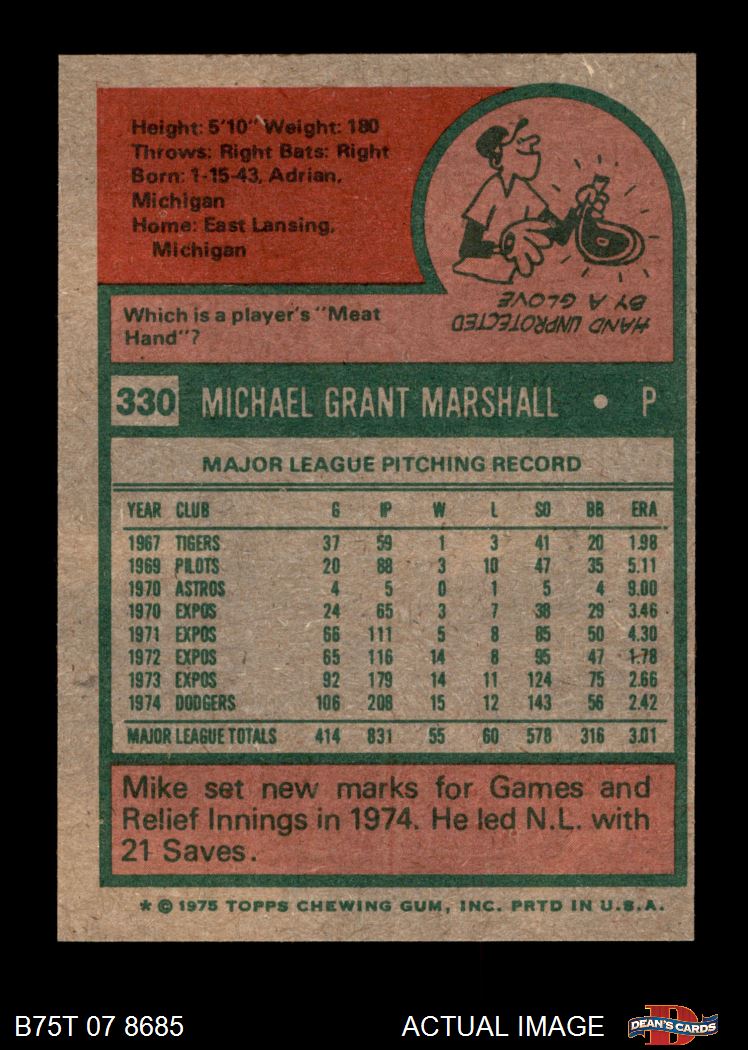 Height: 5'10" Weight: 180
Throws: Right Bats: Right
Born: 1-15-43, Adrian,
Michigan
Home: East Lansing,
Michigan
HAND UNPROTECTED
BY A GLOVE
Which is a player's "Meat
Hand"?
330 MICHAEL GRANT MARSHALL • P
MAJOR LEAGUE PITCHING RECORD
YEAR CLUB G IP W L SO BB ERA
1967 TIGERS 37 59 1 3 41 20 1.98
1969 PILOTS 20 88 3 10 47 35 5.11
1970 ASTROS 4 5 0 1 5 4 9.00
1970 EXPOS 24 65 3 7 38 29 3.46
1971 EXPOS 66 111 5 8 85 50 4.30
1972 EXPOS 65 116 14 8 95 47 1.78
1973 EXPOS 92 179 14 11 124 75 2.66
1974 DODGERS 106 208 15 12 143 56 2.42
MAJOR LEAGUE TOTALS 414 831 55 60 578 316 3.01
Mike set new marks for Games and
Relief Innings in 1974. He led N.L. with
21 Saves.
* © 1975 TOPPS CHEWING GUM, INC. PRTD IN U.S.A.
B75T 07 8685 ACTUAL IMAGE D DEAN'S CARDS